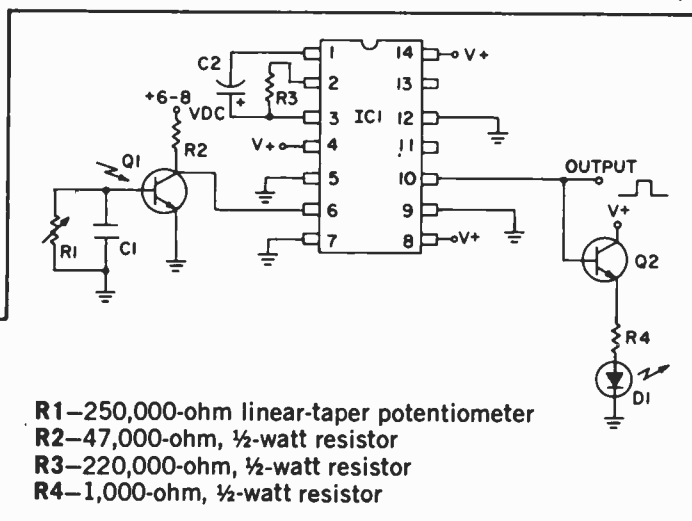 C2
R3
+6-8
VDC
R2
Q1
R1
C1
V+
IC1
1
2
3
4
5
6
7
14
13
12
11
10
9
8
V+
V+
OUTPUT
V+
Q2
R4
D1
R1—250,000-ohm linear-taper potentiometer
R2—47,000-ohm, ½-watt resistor
R3—220,000-ohm, ½-watt resistor
R4—1,000-ohm, ½-watt resistor